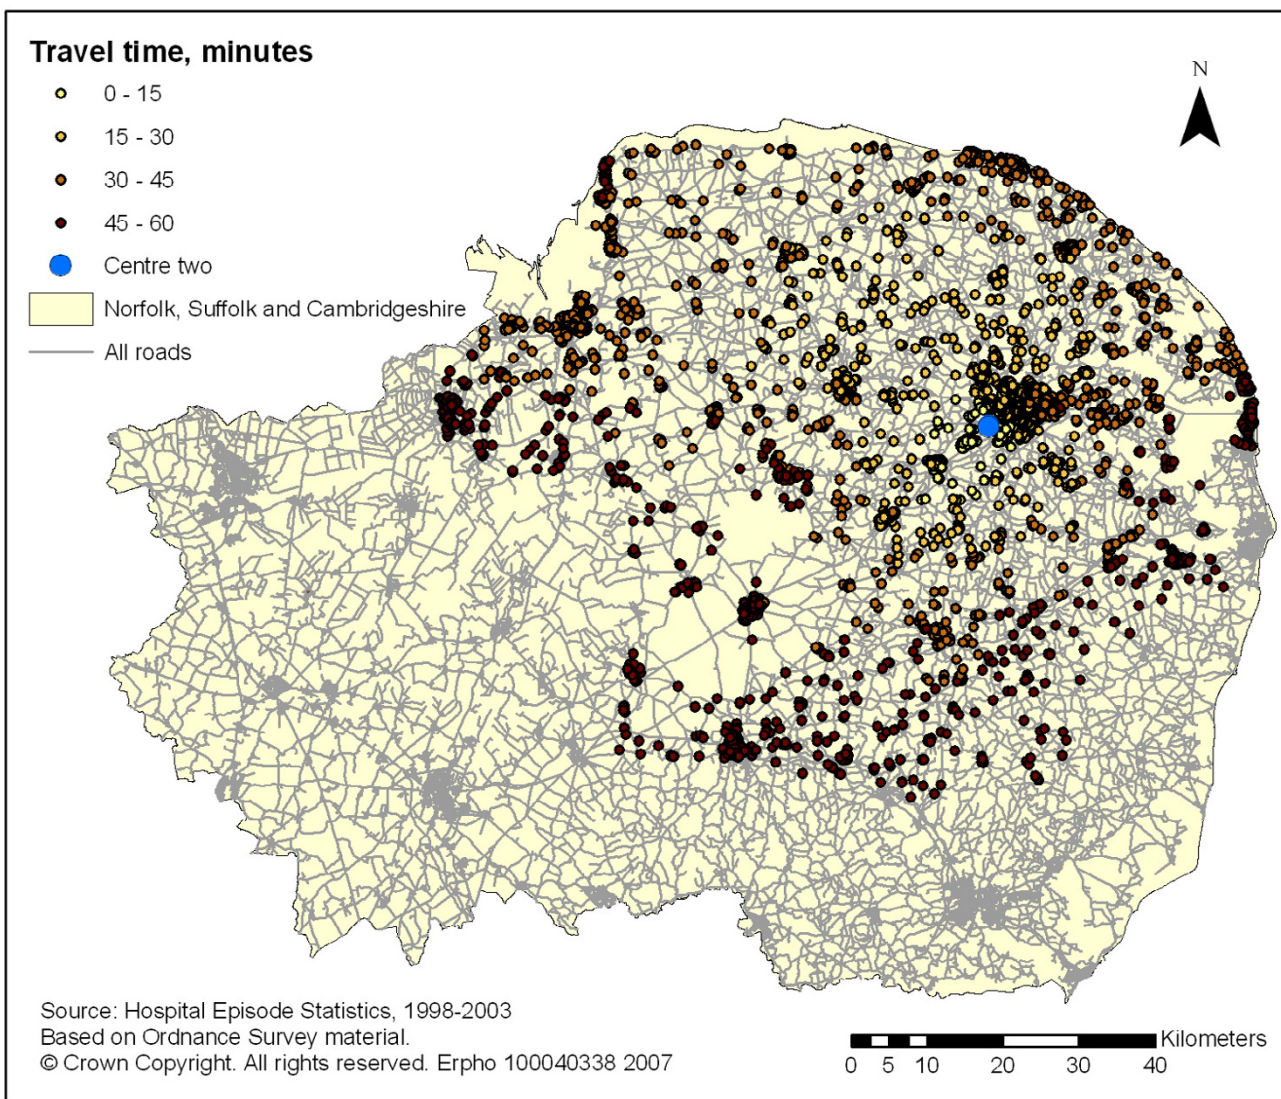 Travel time, minutes
0 - 15
15 - 30
30 - 45
45 - 60
Centre two
Norfolk, Suffolk and Cambridgeshire
All roads
N
Source: Hospital Episode Statistics, 1998-2003
Based on Ordnance Survey material.
© Crown Copyright. All rights reserved. Erpho 100040338 2007
Kilometers
0 5 10 20 30 40